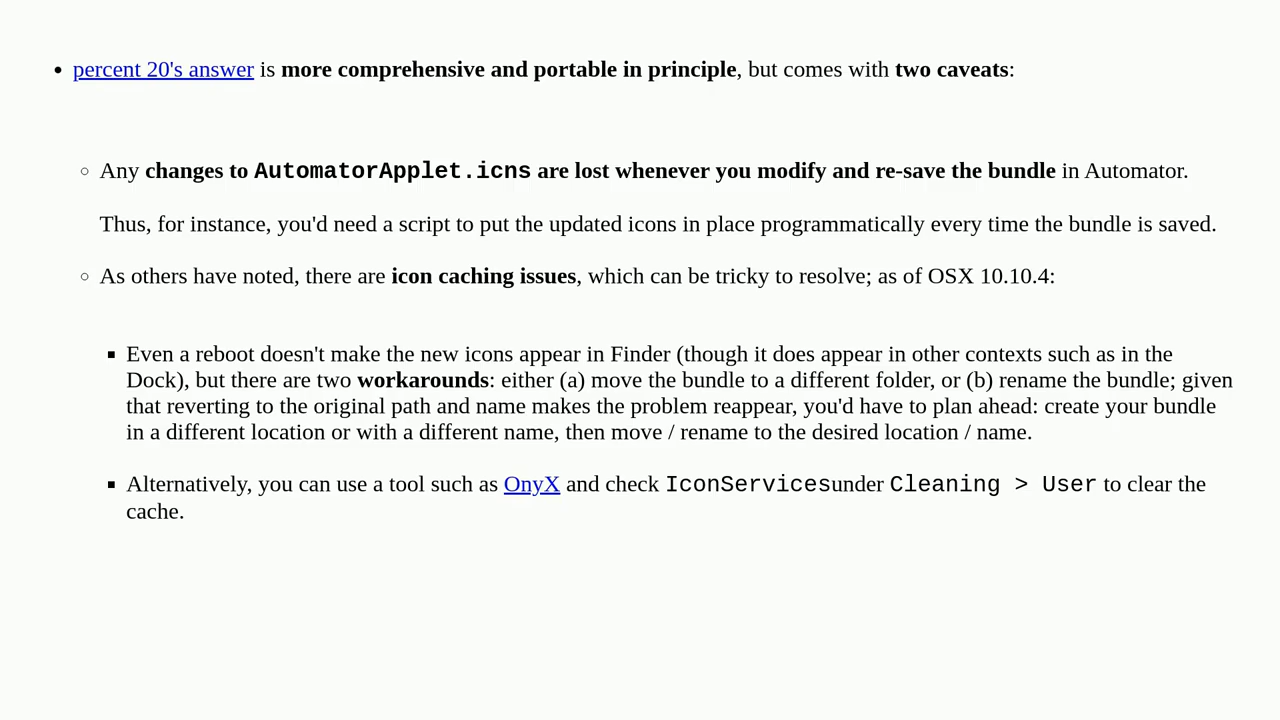 percent 20's answer is more comprehensive and portable in principle, but comes with two caveats:
Any changes to AutomatorApplet.icns are lost whenever you modify and re-save the bundle in Automator.
Thus, for instance, you'd need a script to put the updated icons in place programmatically every time the bundle is saved.
As others have noted, there are icon caching issues, which can be tricky to resolve; as of OSX 10.10.4:
Even a reboot doesn't make the new icons appear in Finder (though it does appear in other contexts such as in the
Dock), but there are two workarounds: either (a) move the bundle to a different folder, or (b) rename the bundle; given
that reverting to the original path and name makes the problem reappear, you'd have to plan ahead: create your bundle
in a different location or with a different name, then move / rename to the desired location / name.
Alternatively, you can use a tool such as OnyX and check IconServicesunder Cleaning > User to clear the
cache.